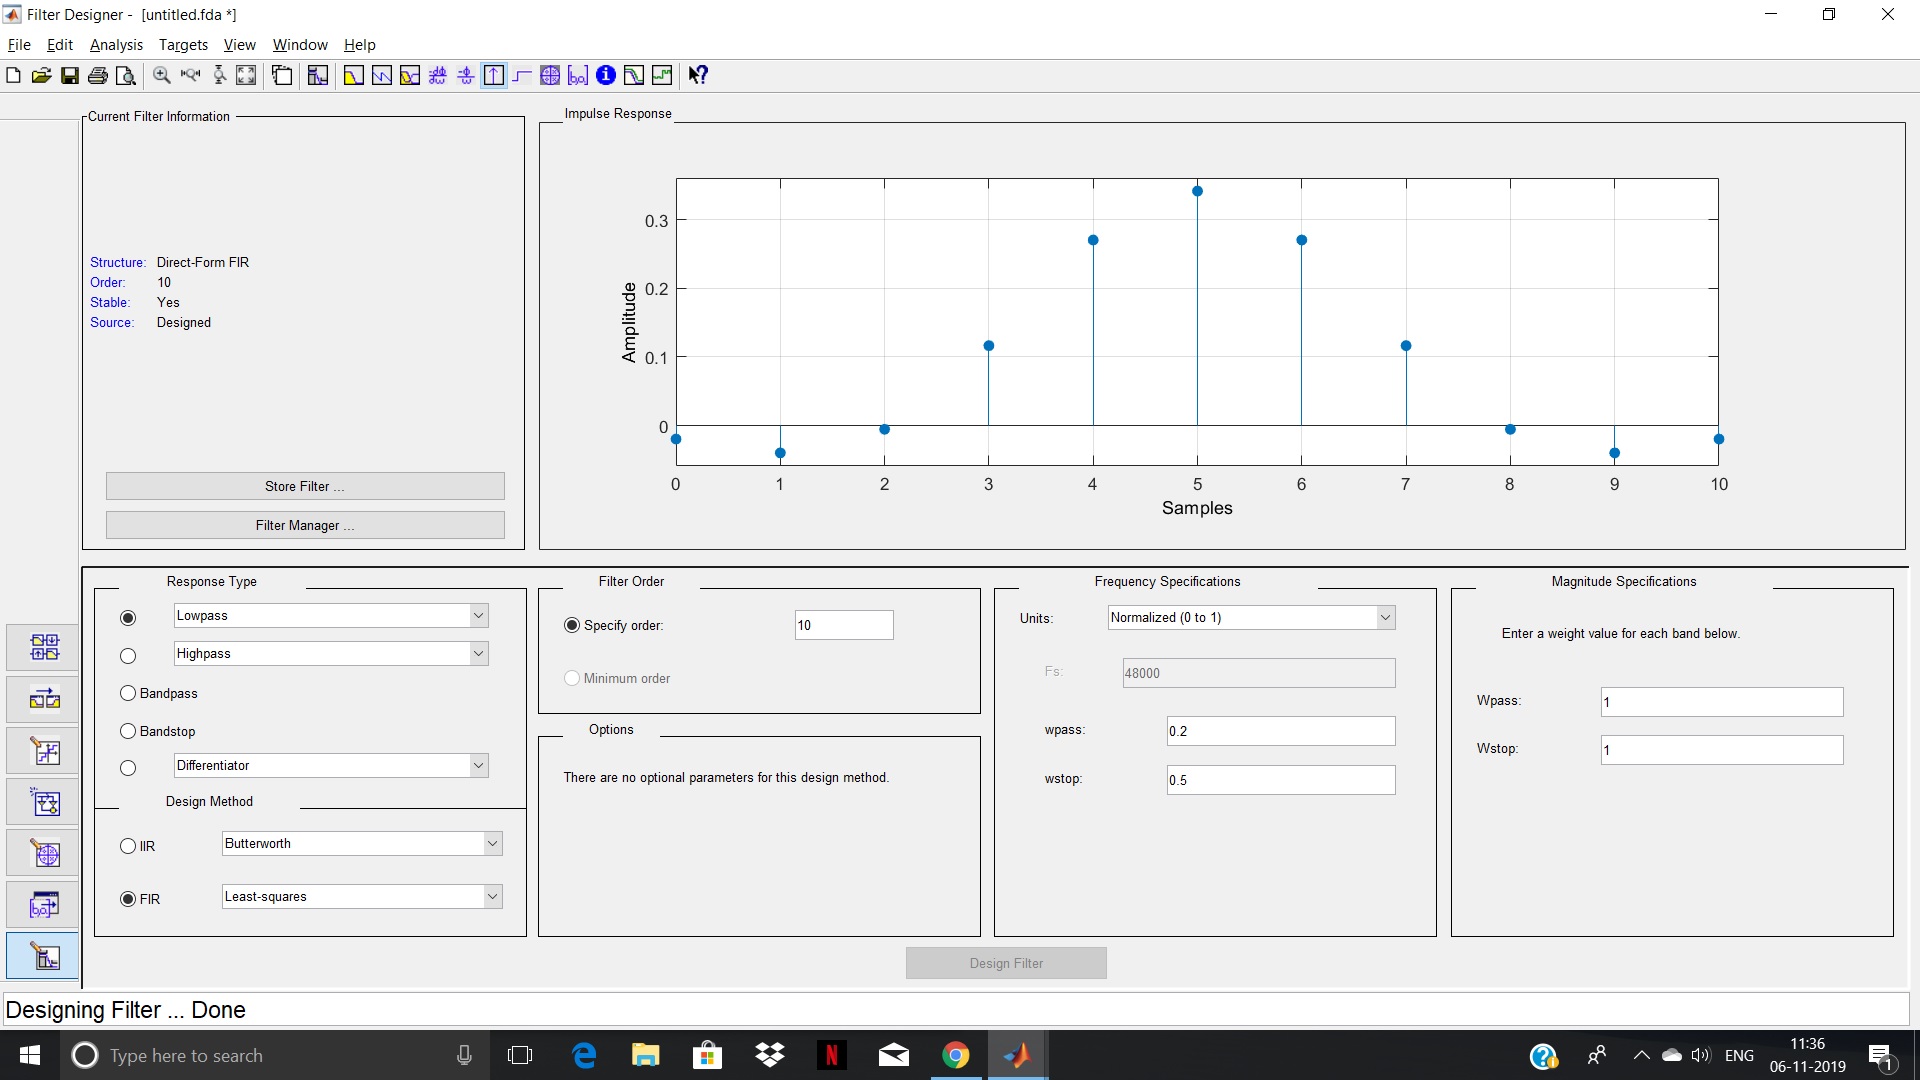 Filter Designer - [untitled.fda *]
File Edit Analysis Targets View Window Help
Current Filter Information
Structure: Direct-Form FIR
Order: 10
Stable: Yes
Source: Designed
Store Filter ...
Filter Manager ...
Impulse Response
Amplitude
0.3
0.2
0.1
0
0 1 2 3 4 5 6 7 8 9 10
Samples
Response Type
Lowpass
Highpass
Bandpass
Bandstop
Differentiator
Design Method
IIR Butterworth
FIR Least-squares
Filter Order
Specify order: 10
Minimum order
Options
There are no optional parameters for this design method.
Frequency Specifications
Units: Normalized (0 to 1)
Fs: 48000
wpass: 0.2
wstop: 0.5
Magnitude Specifications
Enter a weight value for each band below.
Wpass: 1
Wstop: 1
Design Filter
Designing Filter ... Done
Type here to search
ENG
11:36
06-11-2019
1